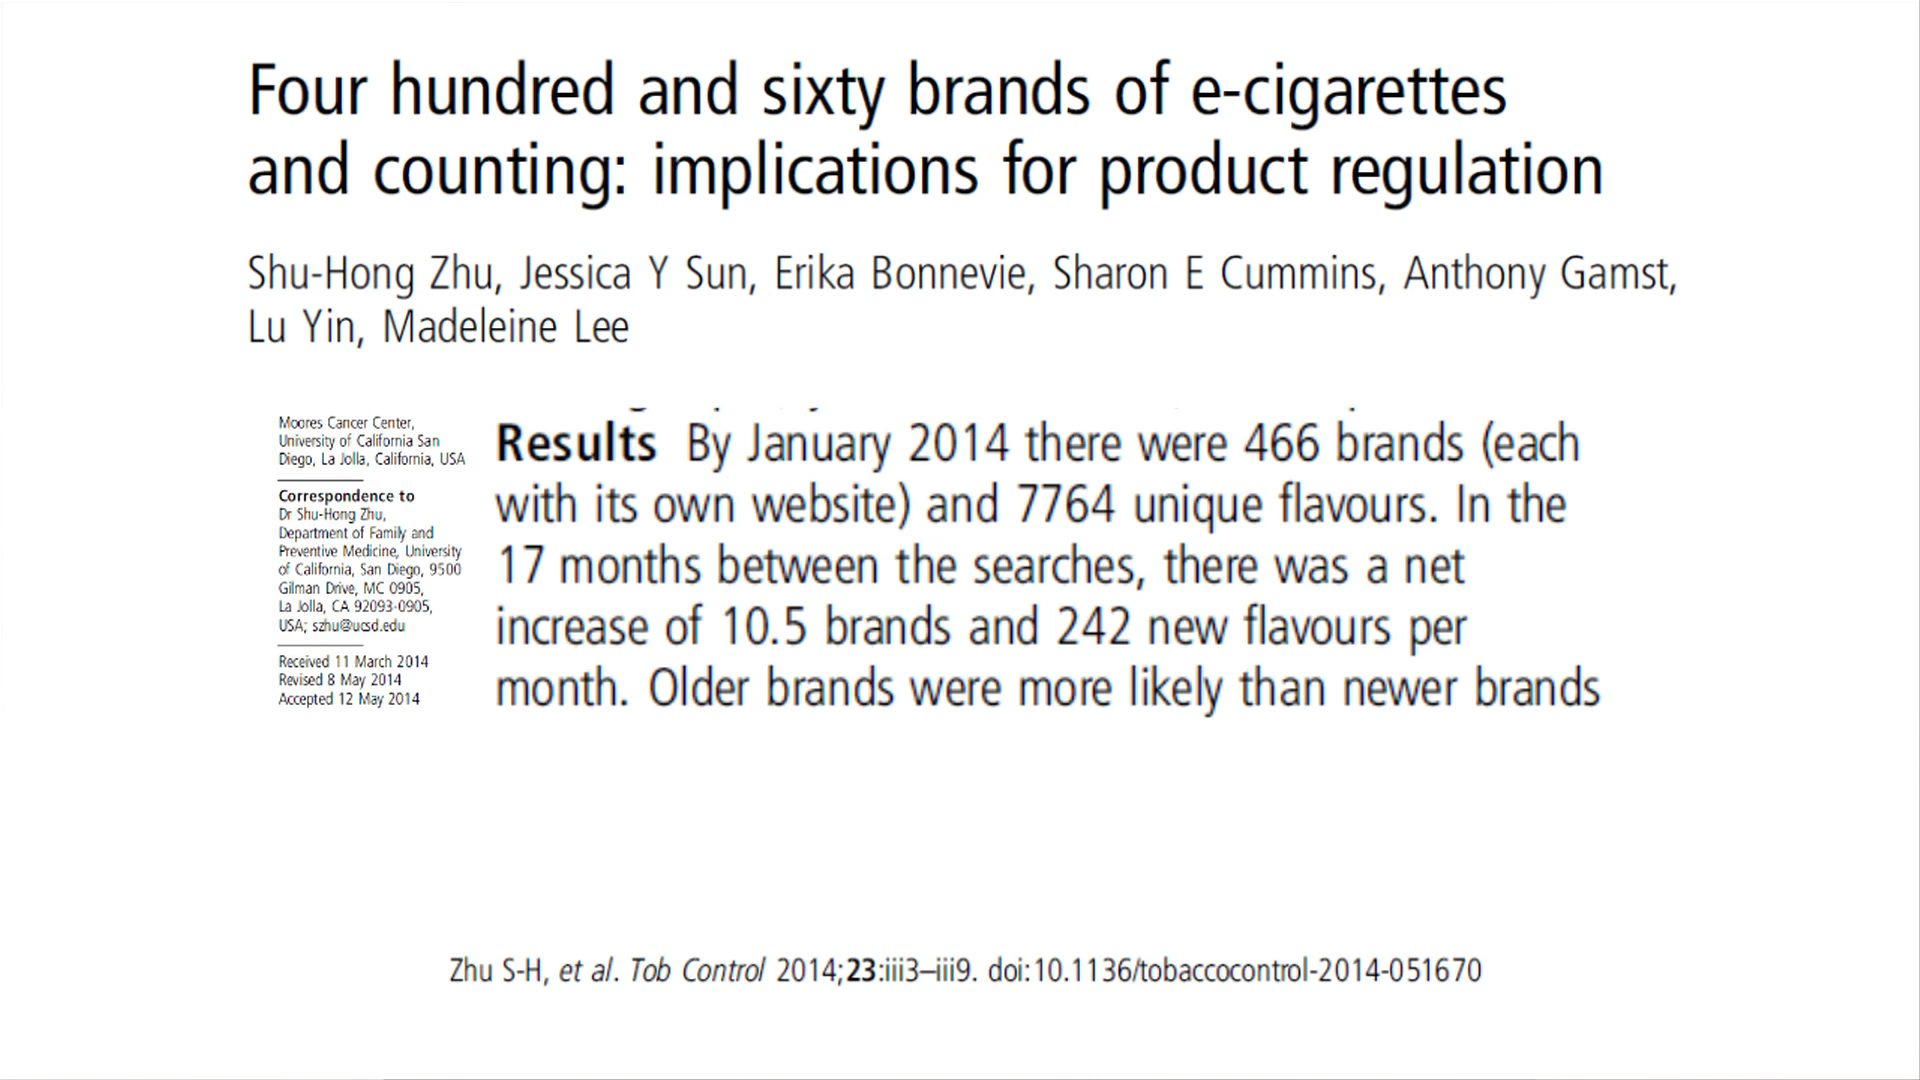 Four hundred and sixty brands of e-cigarettes
and counting: implications for product regulation
Shu-Hong Zhu, Jessica Y Sun, Erika Bonnevie, Sharon E Cummins, Anthony Gamst,
Lu Yin, Madeleine Lee
Moores Cancer Center,
University of California San
Diego, La Jolla, California, USA
Correspondence to
Dr Shu-Hong Zhu,
Department of Family and
Preventive Medicine, University
of California, San Diego, 9500
Gilman Drive, MC 0905,
La Jolla, CA 92093-0905,
USA; szhu@ucsd.edu
Received 11 March 2014
Revised 8 May 2014
Accepted 12 May 2014
Results By January 2014 there were 466 brands (each
with its own website) and 7764 unique flavours. In the
17 months between the searches, there was a net
increase of 10.5 brands and 242 new flavours per
month. Older brands were more likely than newer brands
Zhu S-H, et al. Tob Control 2014;23:iii3–iii9. doi:10.1136/tobaccocontrol-2014-051670